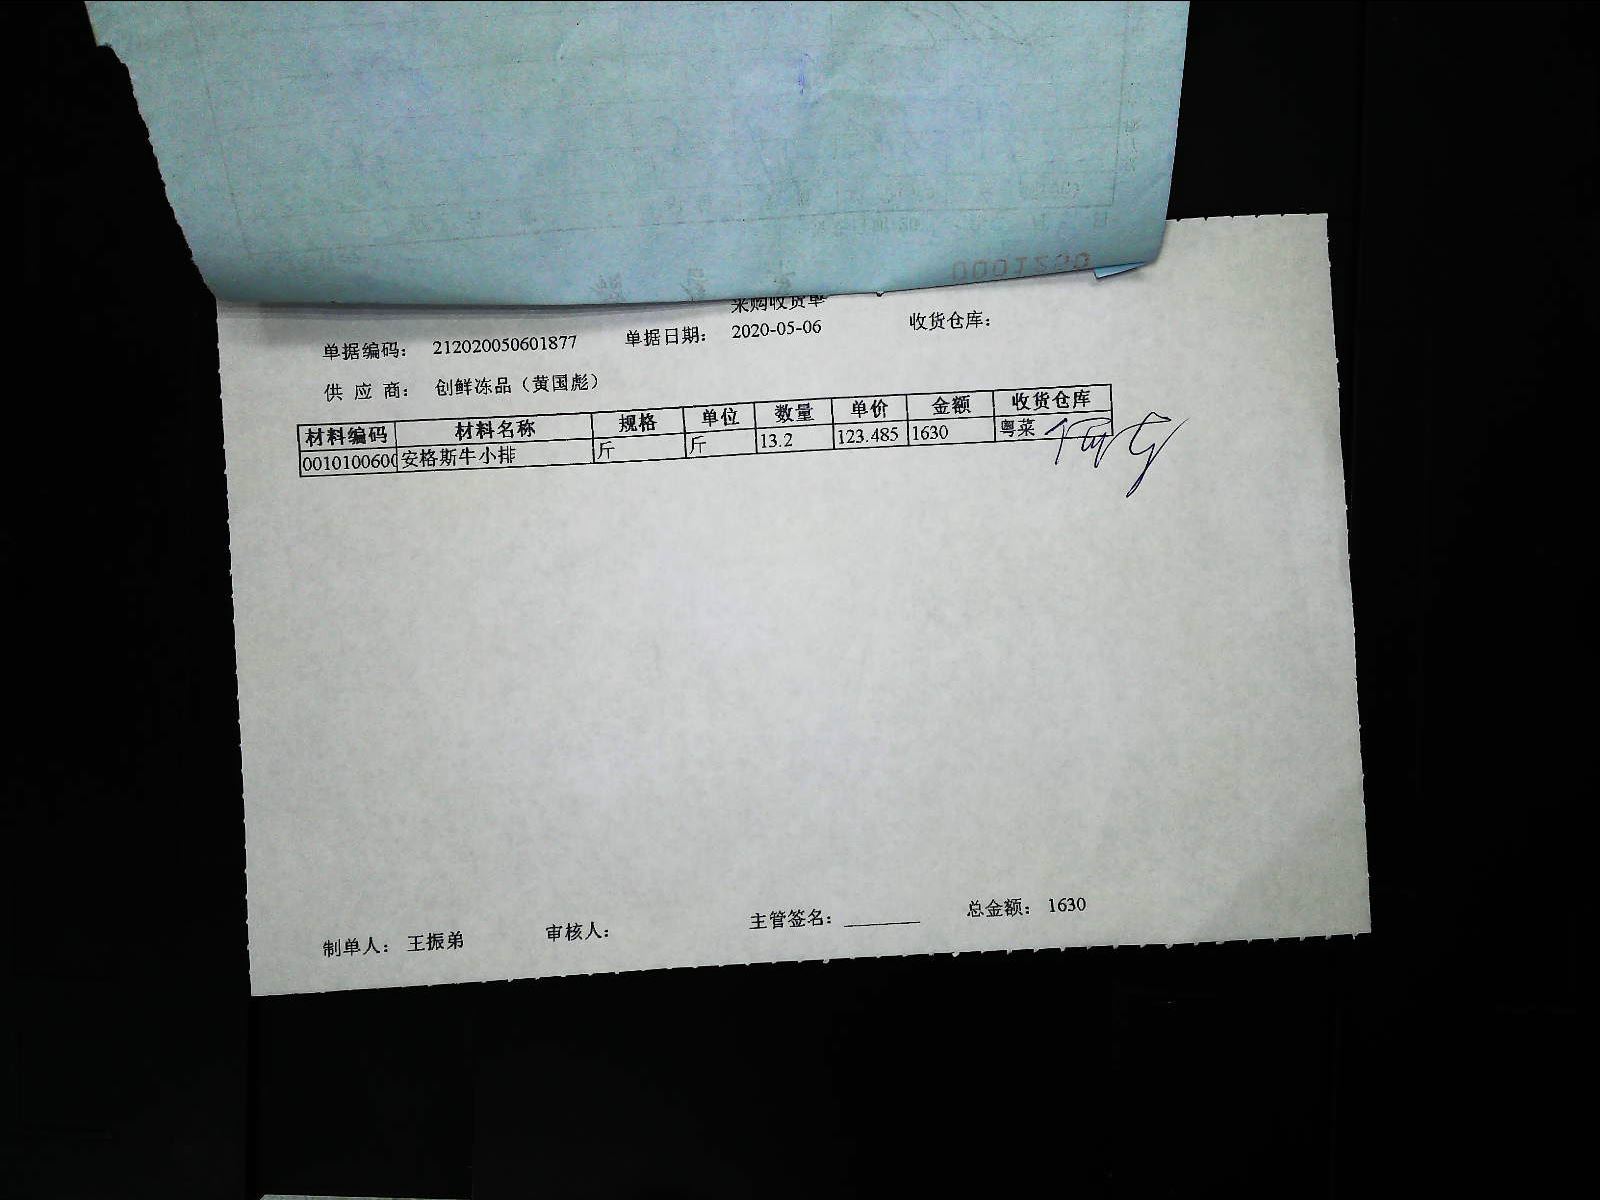 采购收货单
单据编码： 212020050601877 单据日期： 2020-05-06 收货仓库：
供 应 商： 创鲜冻品（黄国彪）
材料编码 材料名称 规格 单位 数量 单价 金额 收货仓库
0010100600 安格斯牛小排 斤 斤 13.2 123.485 1630 粤菜
制单人： 王振弟 审核人： 主管签名： 总金额： 1630